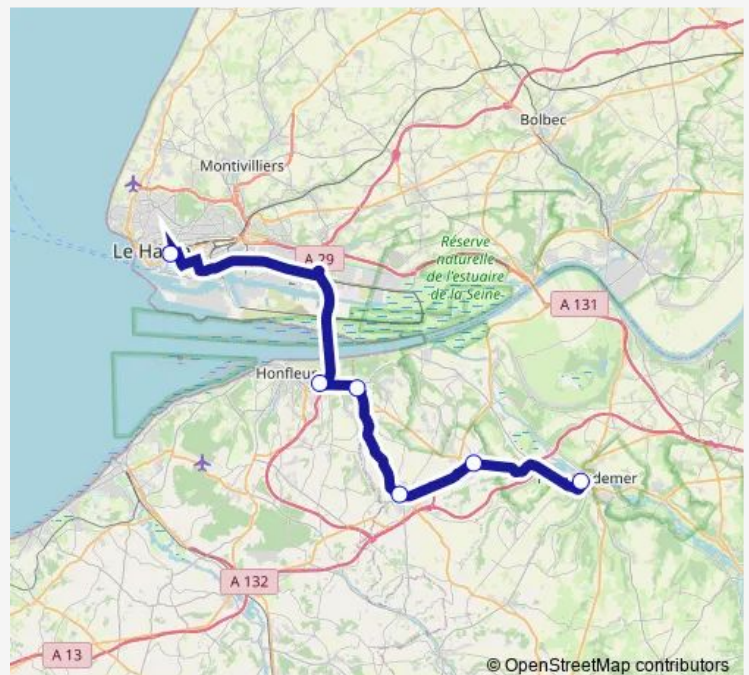 Bolbec
Montivilliers
Le Ha
A 29
Réserve
naturelle
de l'estuaire
de la Seine
A 131
Honfleur
demer
A 132
A 13
© OpenStreetMap contributors